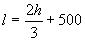 l = 2h/3 + 500